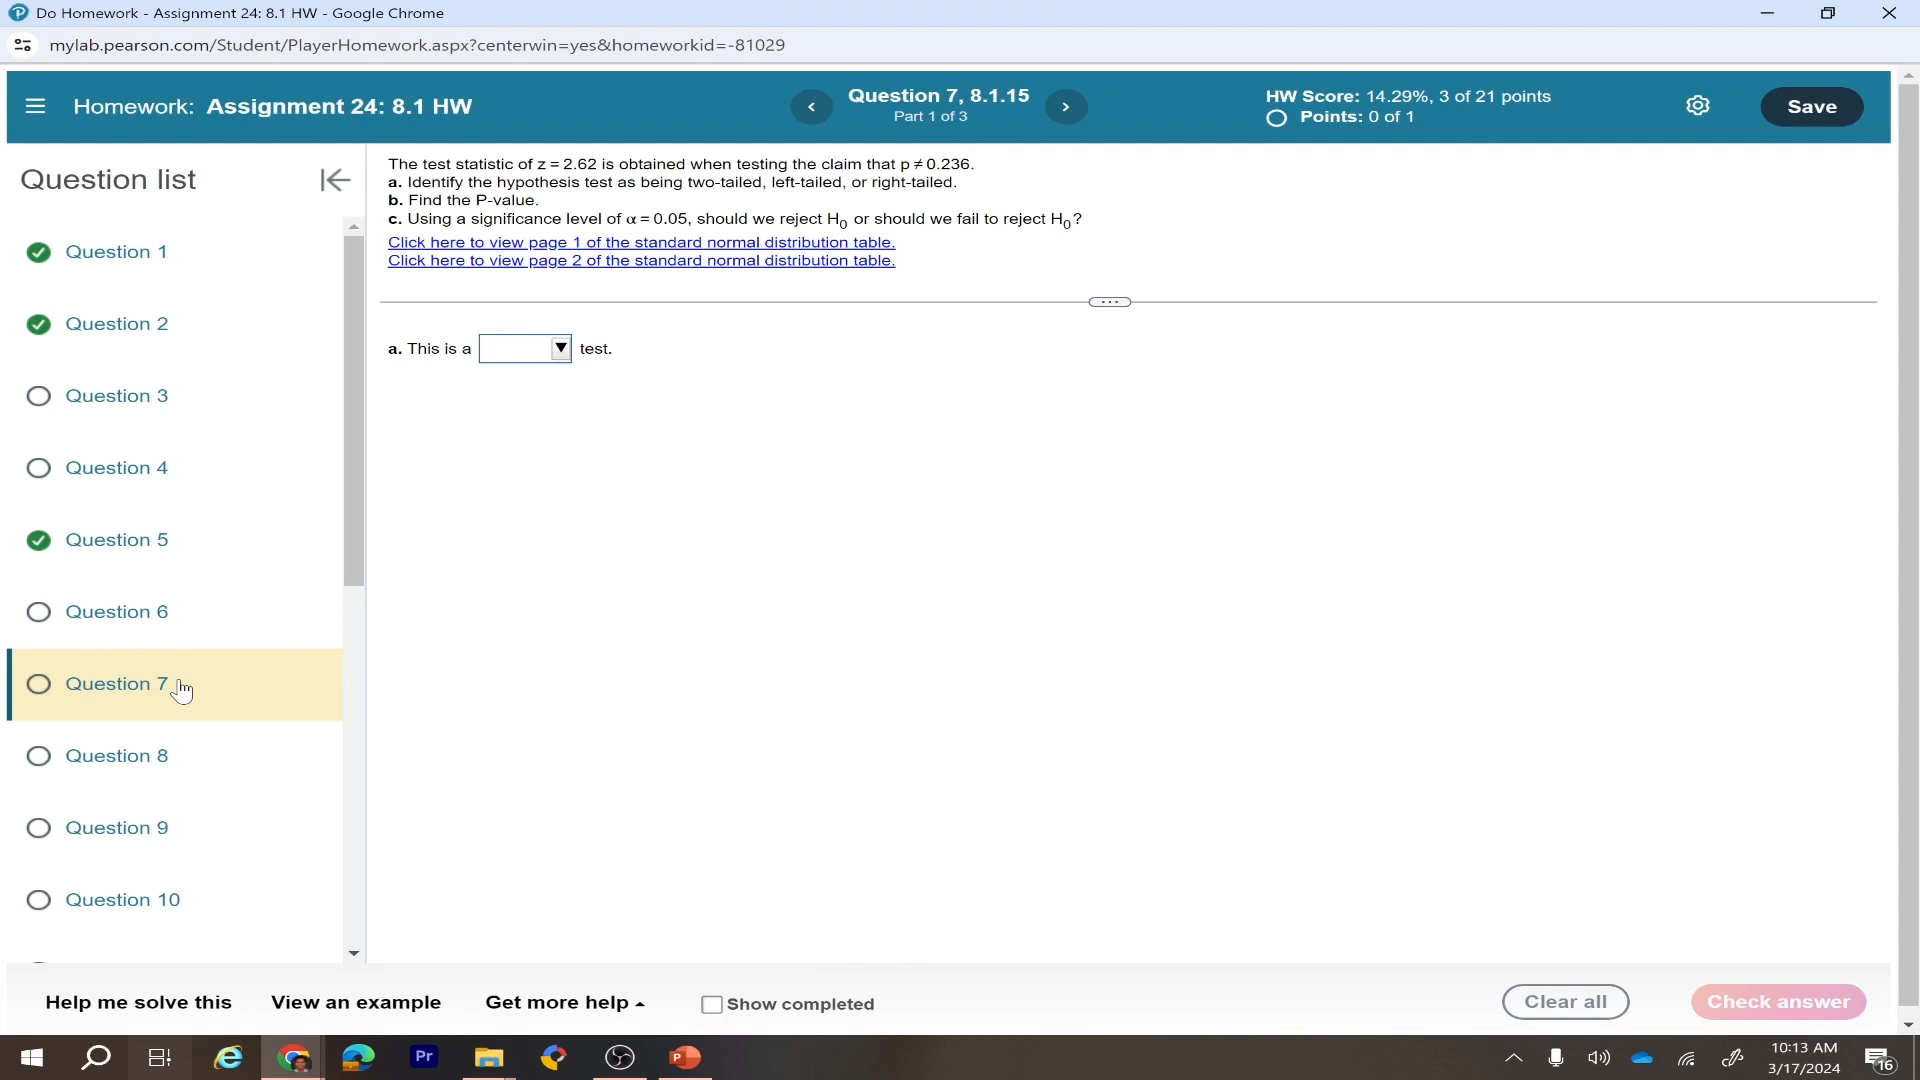 Do Homework - Assignment 24: 8.1 HW - Google Chrome
mylab.pearson.com/Student/PlayerHomework.aspx?centerwin=yes&homeworkid=-81029
Homework: Assignment 24: 8.1 HW
Question 7, 8.1.15
Part 1 of 3
HW Score: 14.29%, 3 of 21 points
Points: 0 of 1
Save
Question list
Question 1
Question 2
Question 3
Question 4
Question 5
Question 6
Question 7
Question 8
Question 9
Question 10
The test statistic of z = 2.62 is obtained when testing the claim that p ≠ 0.236.
a. Identify the hypothesis test as being two-tailed, left-tailed, or right-tailed.
b. Find the P-value.
c. Using a significance level of α = 0.05, should we reject H₀ or should we fail to reject H₀?
Click here to view page 1 of the standard normal distribution table.
Click here to view page 2 of the standard normal distribution table.
a. This is a ▼ test.
Help me solve this
View an example
Get more help
Show completed
Clear all
Check answer
Pr
P
10:13 AM
3/17/2024
16